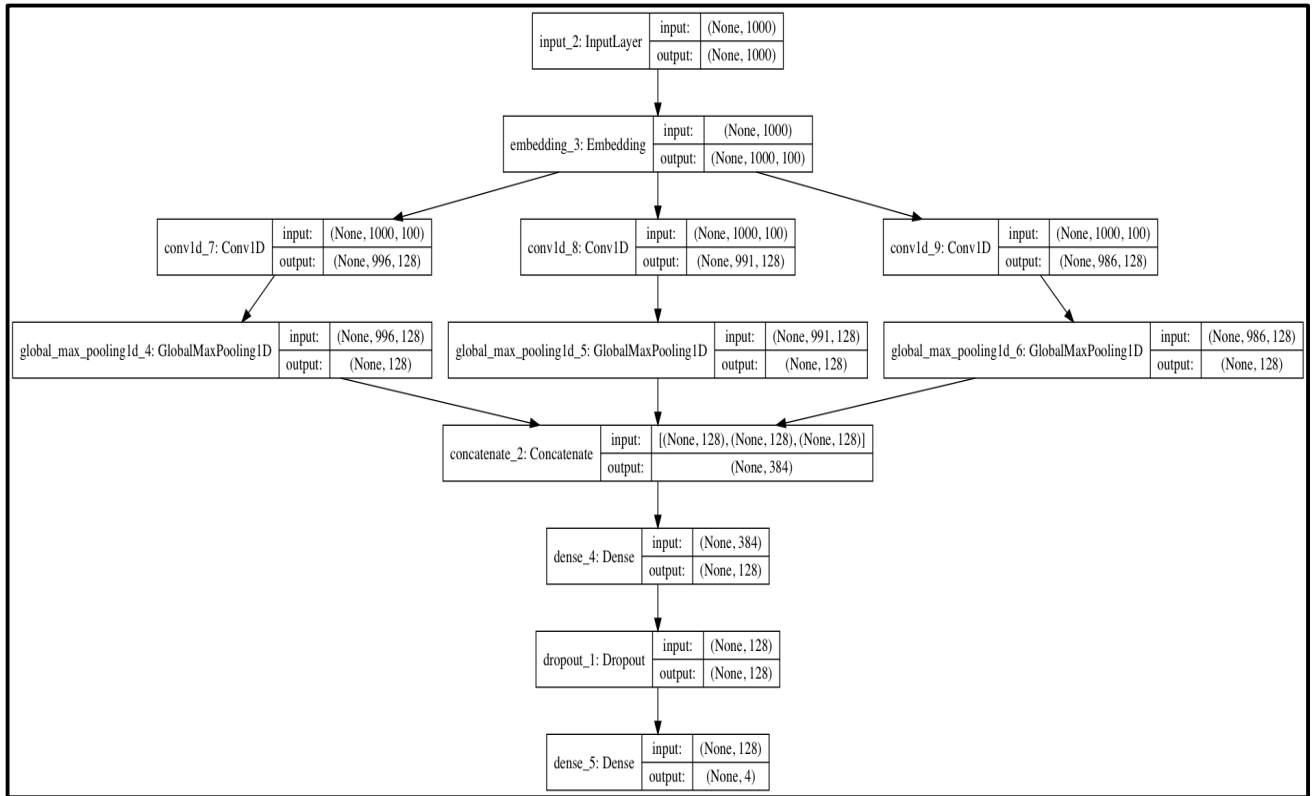 input_2: InputLayer
input: (None, 1000)
output: (None, 1000)
embedding_3: Embedding
input: (None, 1000)
output: (None, 1000, 100)
conv1d_7: Conv1D
input: (None, 1000, 100)
output: (None, 996, 128)
conv1d_8: Conv1D
input: (None, 1000, 100)
output: (None, 991, 128)
conv1d_9: Conv1D
input: (None, 1000, 100)
output: (None, 986, 128)
global_max_pooling1d_4: GlobalMaxPooling1D
input: (None, 996, 128)
output: (None, 128)
global_max_pooling1d_5: GlobalMaxPooling1D
input: (None, 991, 128)
output: (None, 128)
global_max_pooling1d_6: GlobalMaxPooling1D
input: (None, 986, 128)
output: (None, 128)
concatenate_2: Concatenate
input: [(None, 128), (None, 128), (None, 128)]
output: (None, 384)
dense_4: Dense
input: (None, 384)
output: (None, 128)
dropout_1: Dropout
input: (None, 128)
output: (None, 128)
dense_5: Dense
input: (None, 128)
output: (None, 4)